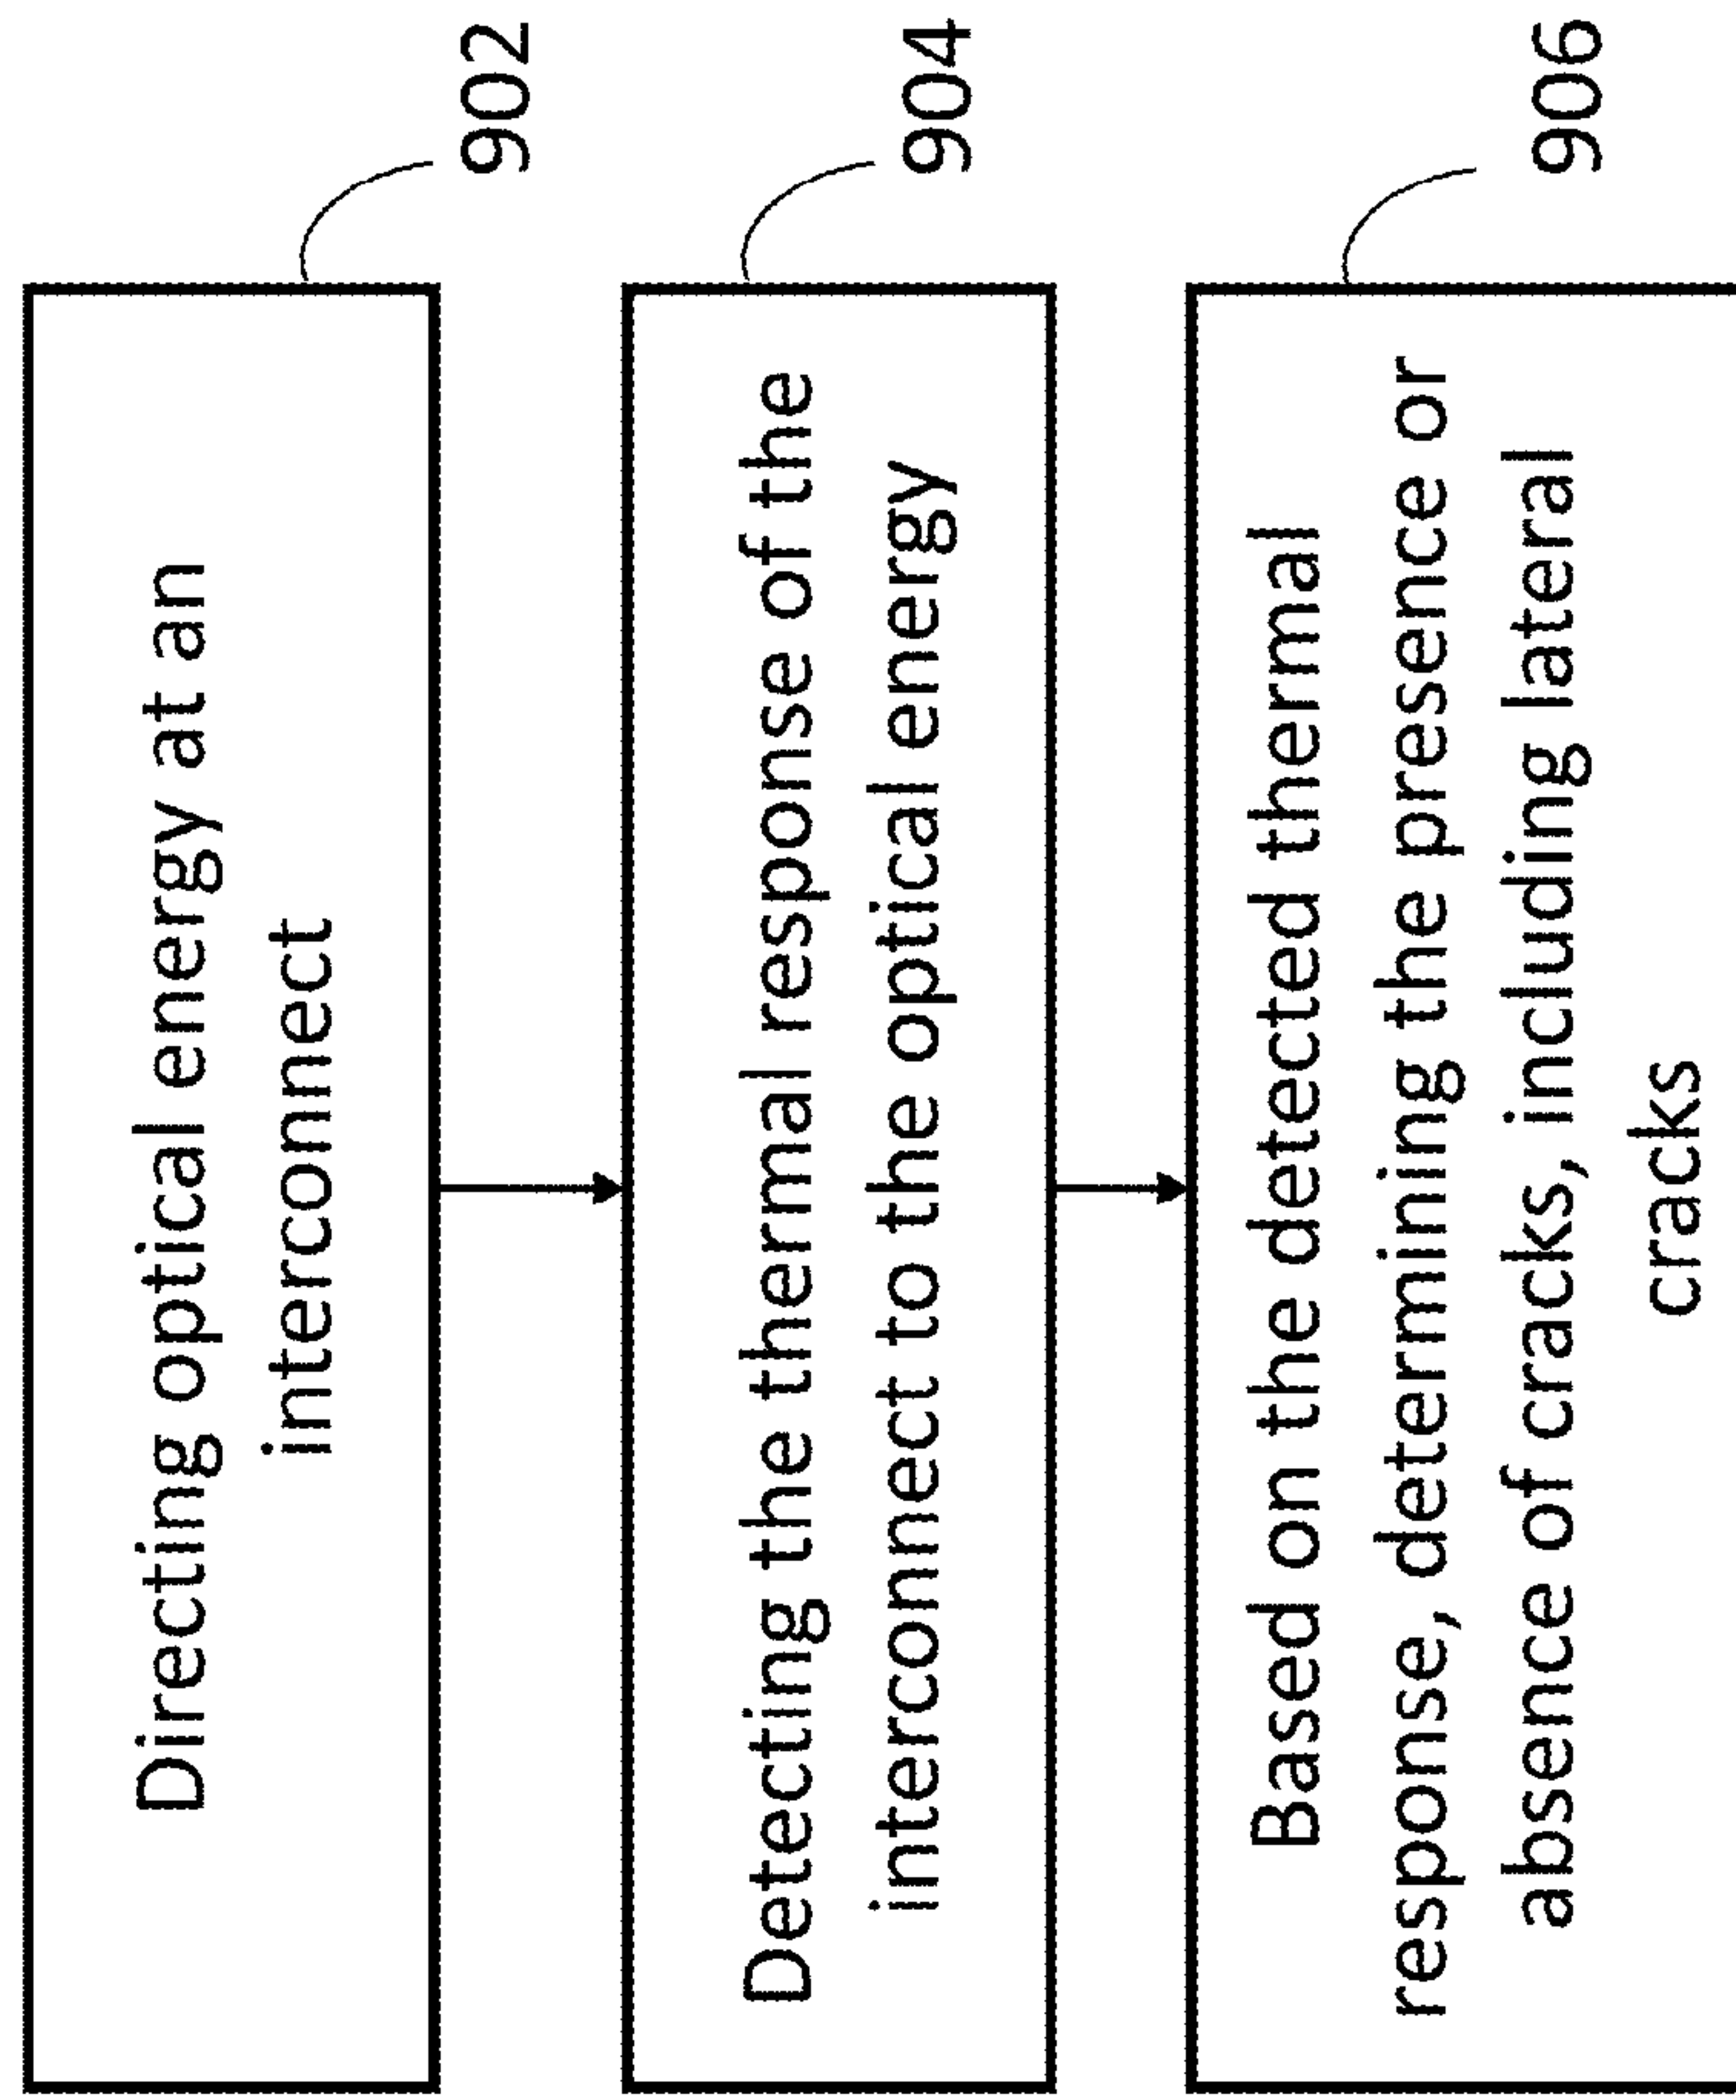 Directing optical energy at an
interconnect
902
Detecting the thermal response of the
interconnect to the optical energy
904
Based on the detected thermal
response, determining the presence or
absence of cracks, including lateral
cracks
906